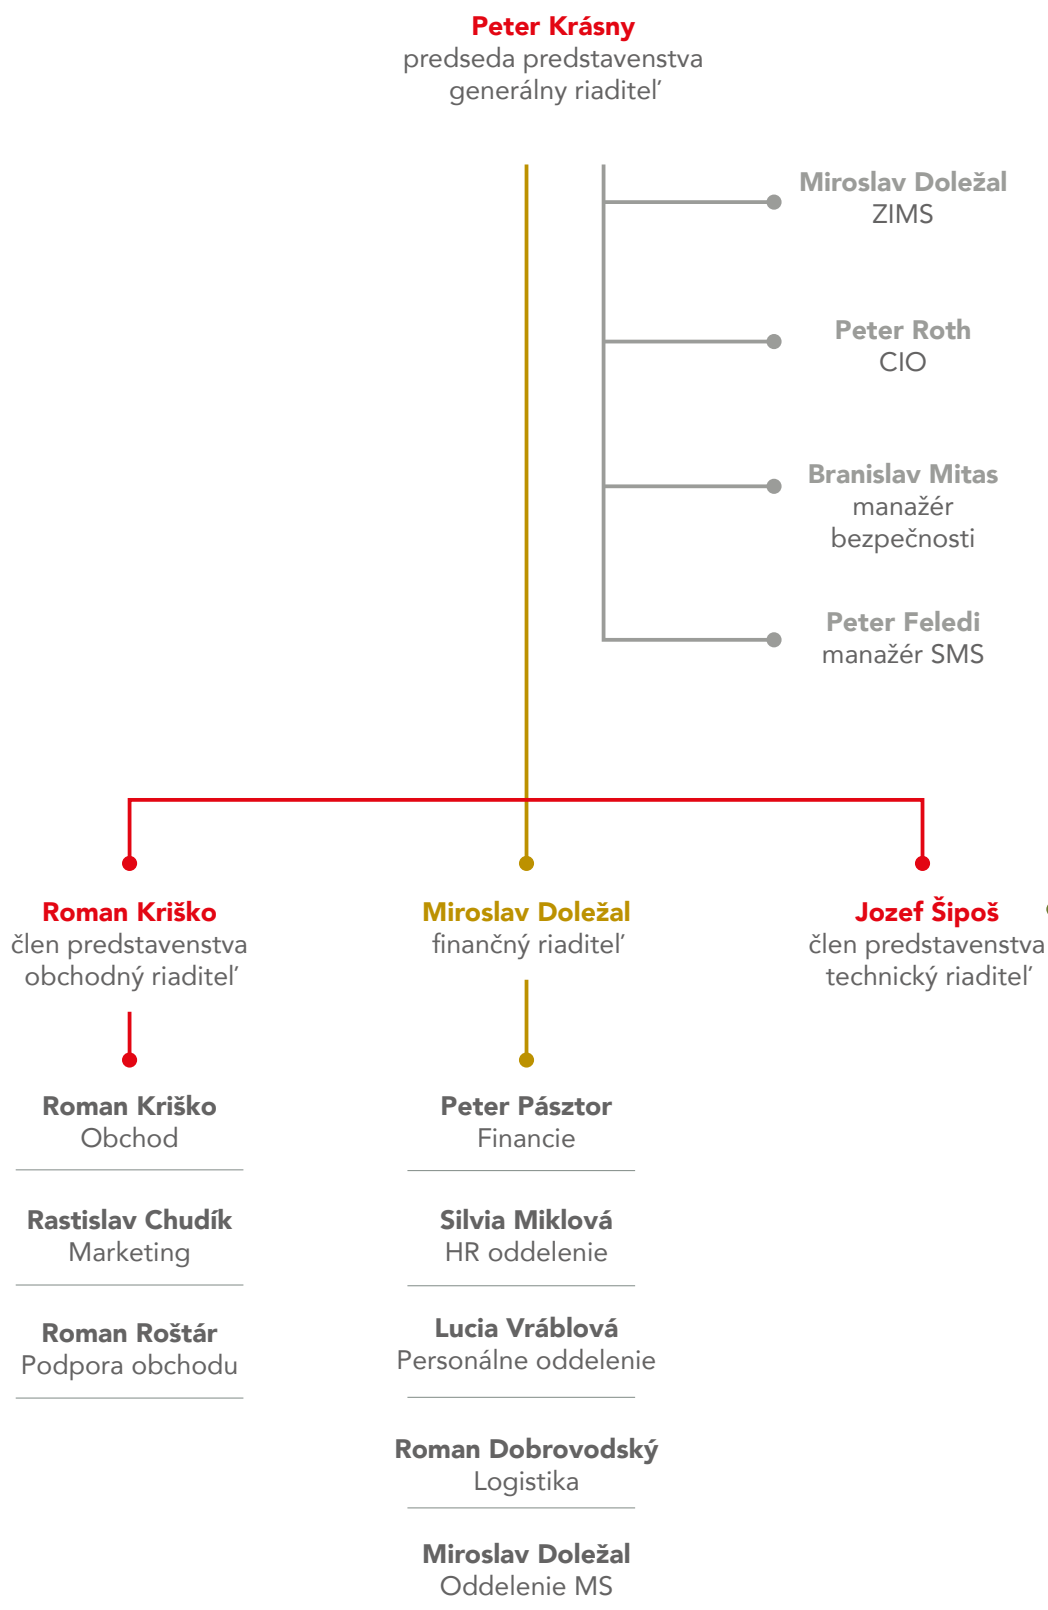 Peter Krásny
predseda predstavenstva
generálny riaditeľ
Miroslav Doležal
ZIMS
Peter Roth
CIO
Branislav Mitas
manažér
bezpečnosti
Peter Feledi
manažér SMS
Roman Kriško
člen predstavenstva
obchodný riaditeľ
Miroslav Doležal
finančný riaditeľ
Jozef Šipoš
člen predstavenstva
technický riaditeľ
Roman Kriško
Obchod
Rastislav Chudík
Marketing
Roman Roštár
Podpora obchodu
Peter Pásztor
Financie
Silvia Miklová
HR oddelenie
Lucia Vráblová
Personálne oddelenie
Roman Dobrovodský
Logistika
Miroslav Doležal
Oddelenie MS